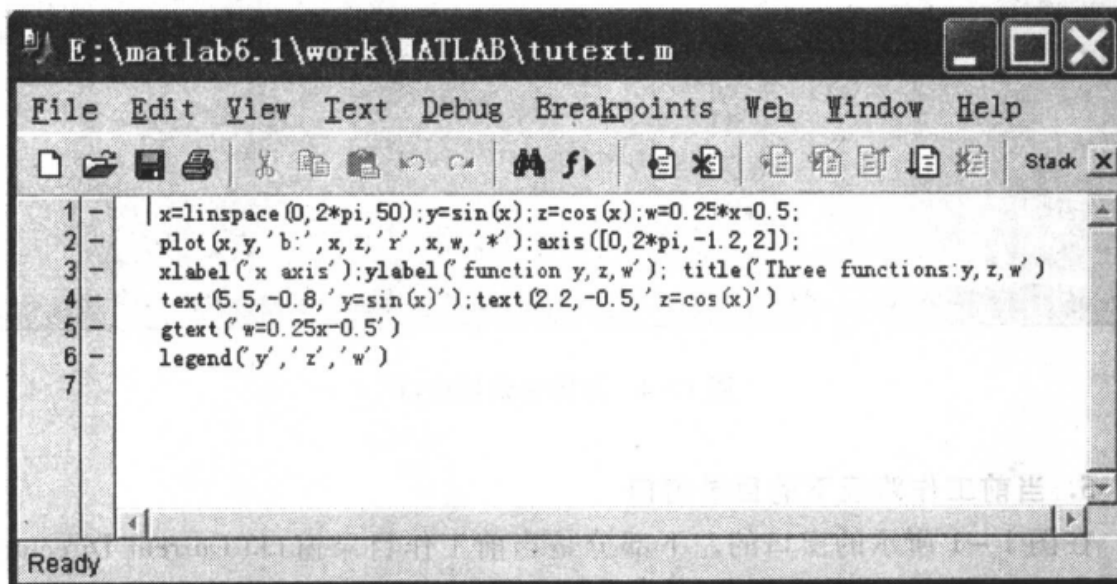 E:\matlab6.1\work\MATLAB\tutext.m
File Edit View Text Debug Breakpoints Web Window Help
Stack
1 - x=linspace(0,2*pi,50);y=sin(x);z=cos(x);w=0.25*x-0.5;
2 - plot(x,y,'b:',x,z,'r',x,w,'*');axis([0,2*pi,-1.2,2]);
3 - xlabel('x axis');ylabel('function y,z,w'); title('Three functions:y,z,w')
4 - text(5.5,-0.8,'y=sin(x)');text(2.2,-0.5,'z=cos(x)')
5 - gtext('w=0.25x-0.5')
6 - legend('y','z','w')
7
Ready